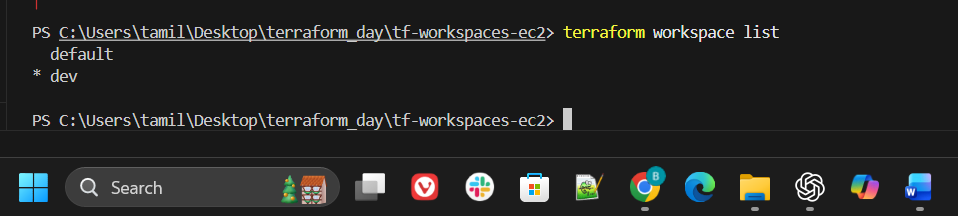 PS C:\Users\tamil\Desktop\terraform_day\tf-workspaces-ec2> terraform workspace list
default
* dev
PS C:\Users\tamil\Desktop\terraform_day\tf-workspaces-ec2>
Search
B
W